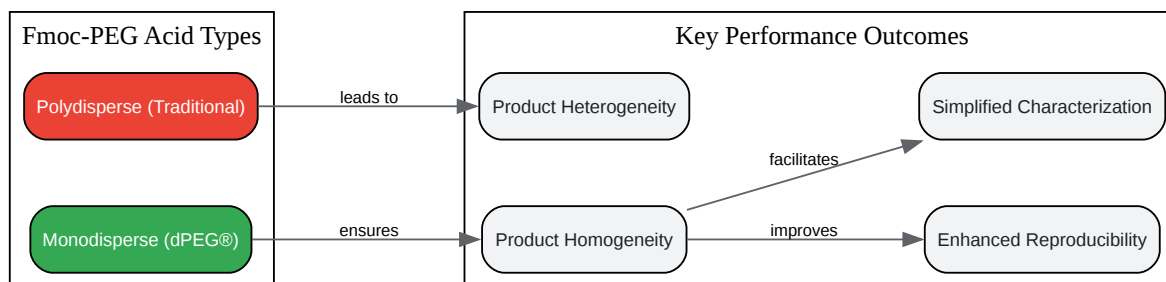 Fmoc-PEG Acid Types
Key Performance Outcomes
Polydisperse (Traditional)
leads to
Product Heterogeneity
Simplified Characterization
facilitates
Monodisperse (dPEG®)
ensures
Product Homogeneity
improves
Enhanced Reproducibility